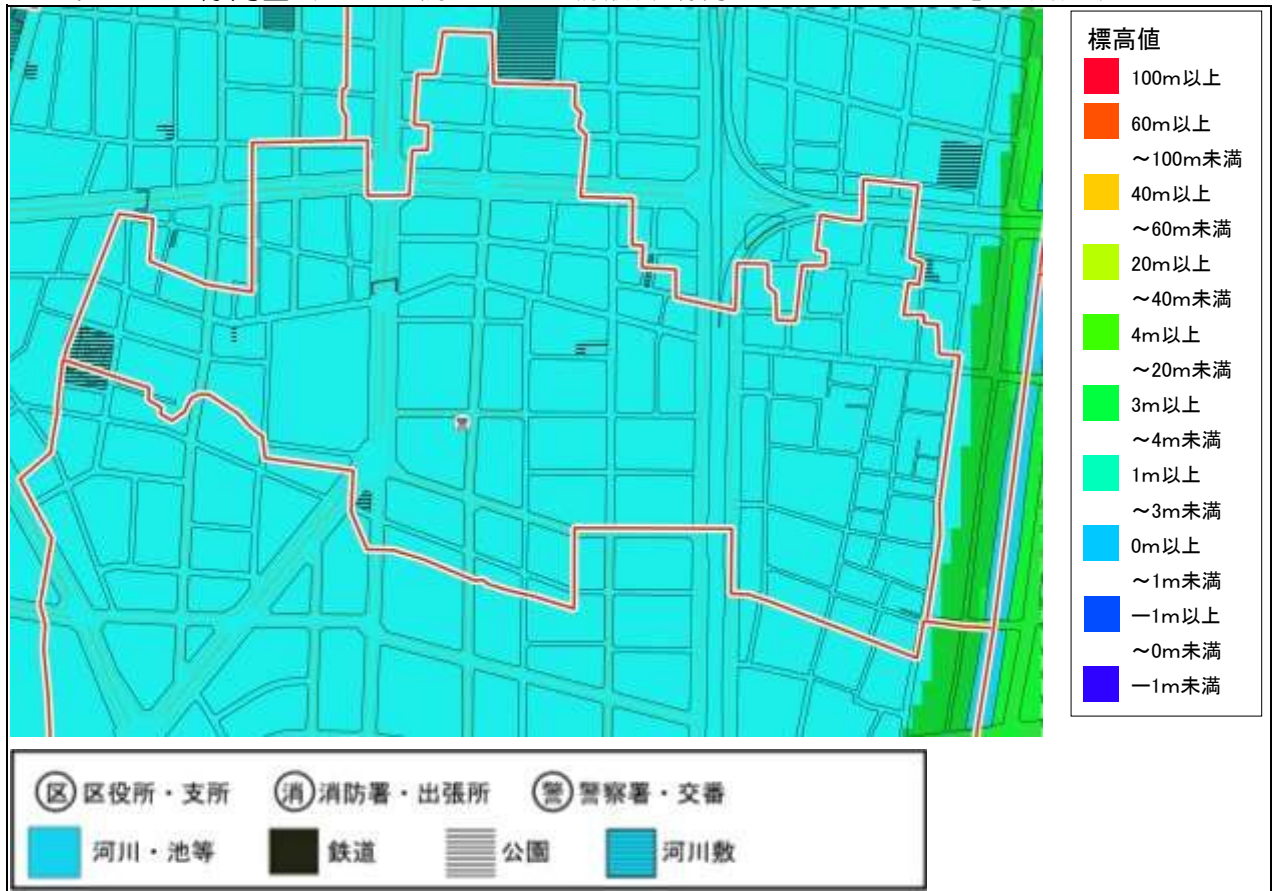 標高値
100m以上
60m以上
～100m未満
40m以上
～60m未満
20m以上
～40m未満
4m以上
～20m未満
3m以上
～4m未満
1m以上
～3m未満
0m以上
～1m未満
－1m以上
～0m未満
－1m未満
区 区役所・支所 消 消防署・出張所 警 警察署・交番
河川・池等 鉄道 公園 河川敷